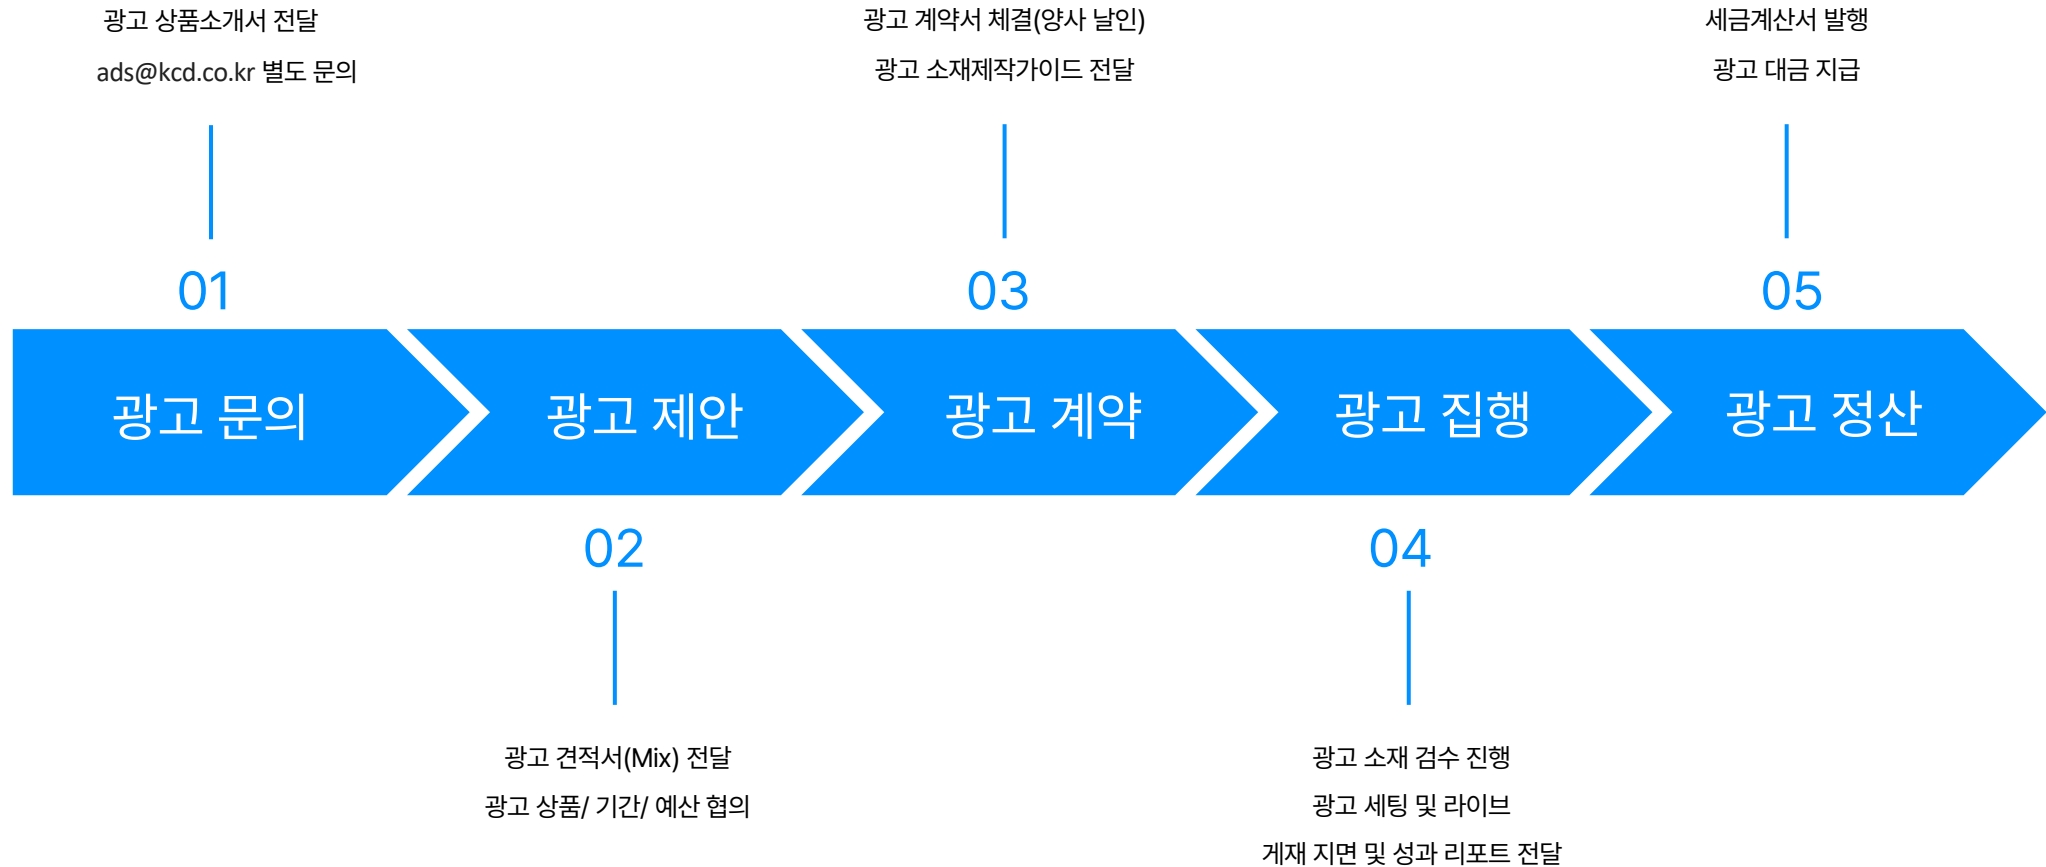 광고 상품소개서 전달
ads@kcd.co.kr 별도 문의
01
광고 문의
광고 제안
02
광고 견적서(Mix) 전달
광고 상품/ 기간/ 예산 협의
광고 계약서 체결(양사 날인)
광고 소재제작가이드 전달
03
광고 계약
광고 집행
04
광고 소재 검수 진행
광고 세팅 및 라이브
게재 지면 및 성과 리포트 전달
세금계산서 발행
광고 대금 지급
05
광고 정산